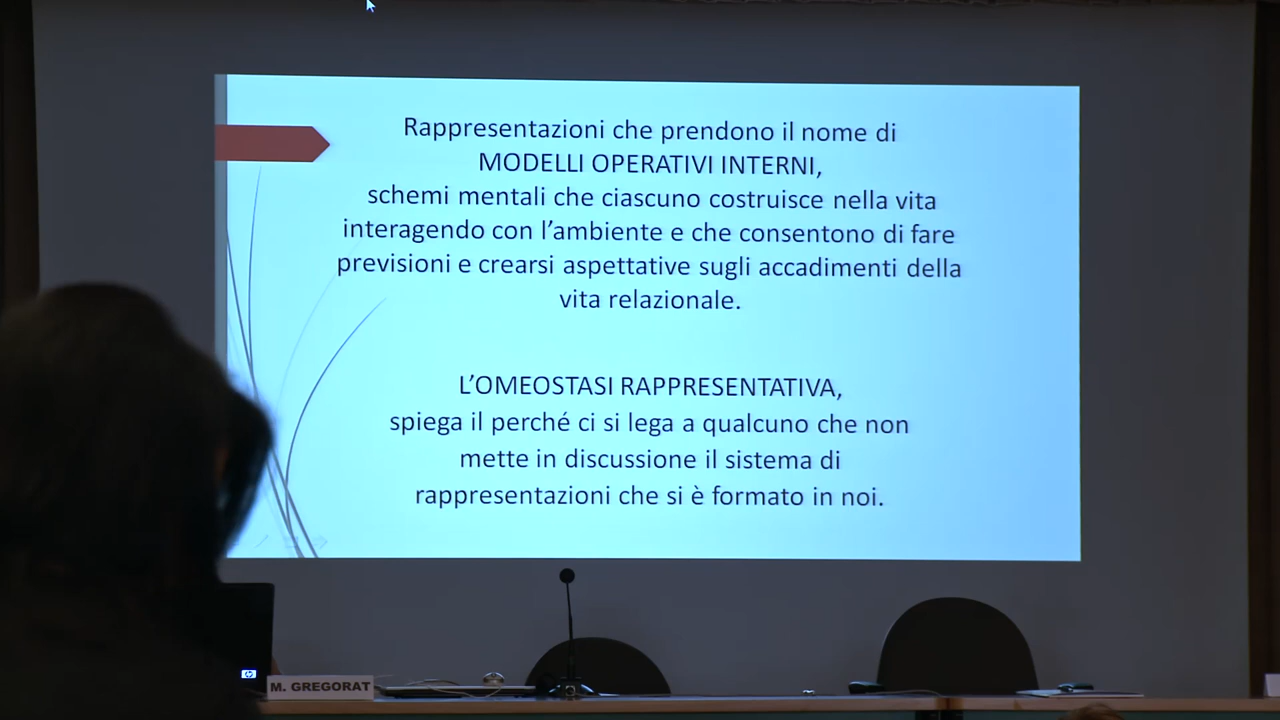 Rappresentazioni che prendono il nome di
MODELLI OPERATIVI INTERNI,
schemi mentali che ciascuno costruisce nella vita
interagendo con l’ambiente e che consentono di fare
previsioni e crearsi aspettative sugli accadimenti della
vita relazionale.
L’OMEOSTASI RAPPRESENTATIVA,
spiega il perché ci si lega a qualcuno che non
mette in discussione il sistema di
rappresentazioni che si è formato in noi.
hp
M. GREGORAT